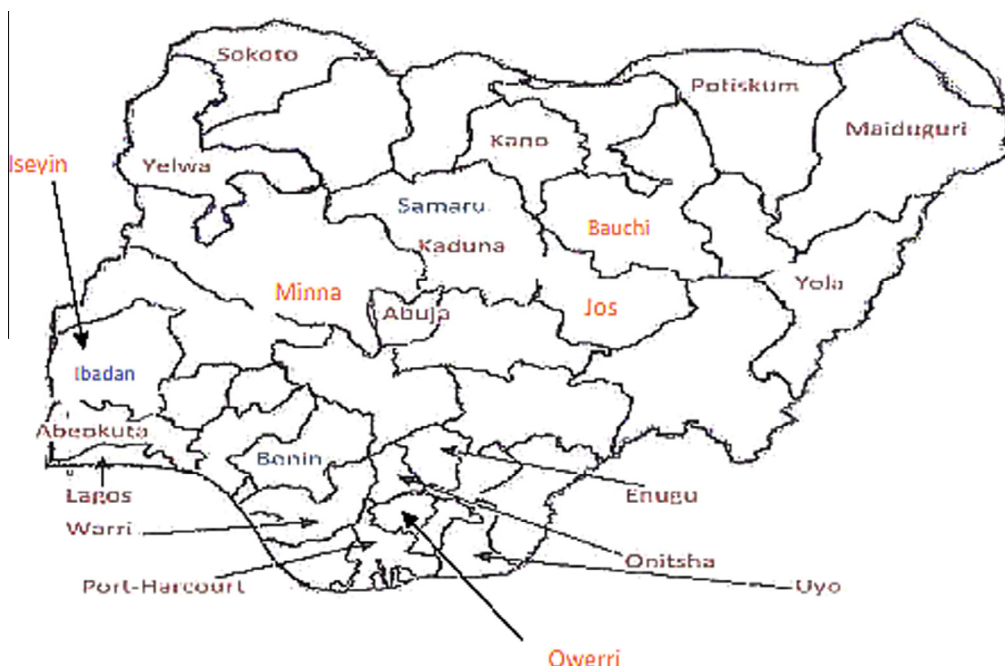 Sokoto
Potiskum
Maiduguri
Kano
Iseyin
Yelwa
Samaru
Bauchi
Kaduna
Yola
Minna
Abuja
Jos
Ibadan
Abeokuta
Benin
Lagos
Enugu
Warri
Onitsha
Port-Harcourt
Uyo
Owerri